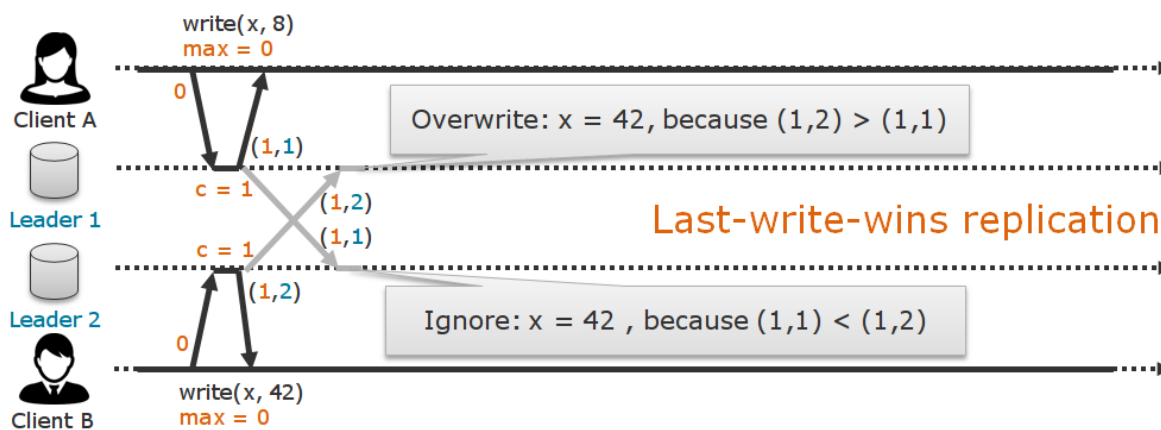 write(x, 8)
max = 0
0
Client A
Overwrite: x = 42, because (1,2) > (1,1)
(1,1)
c = 1
Leader 1
(1,2)
Last-write-wins replication
(1,1)
c = 1
(1,2)
Leader 2
Ignore: x = 42 , because (1,1) < (1,2)
0
write(x, 42)
max = 0
Client B